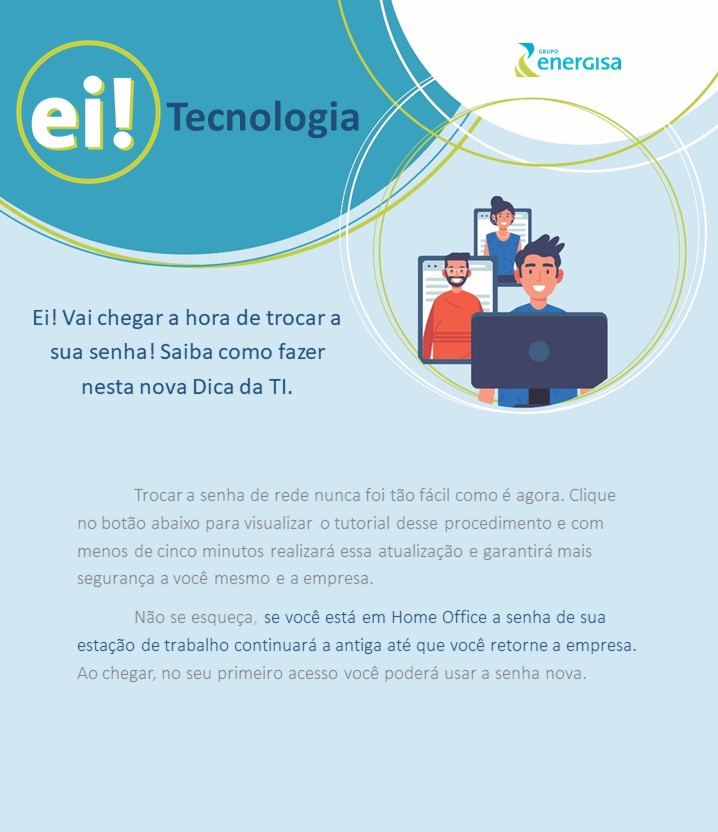 GRUPO
energisa
ei! Tecnologia
Ei! Vai chegar a hora de trocar a
sua senha! Saiba como fazer
nesta nova Dica da TI.
Trocar a senha de rede nunca foi tão fácil como é agora. Clique
no botão abaixo para visualizar o tutorial desse procedimento e com
menos de cinco minutos realizará essa atualização e garantirá mais
segurança a você mesmo e a empresa.
Não se esqueça, se você está em Home Office a senha de sua
estação de trabalho continuará a antiga até que você retorne a empresa.
Ao chegar, no seu primeiro acesso você poderá usar a senha nova.